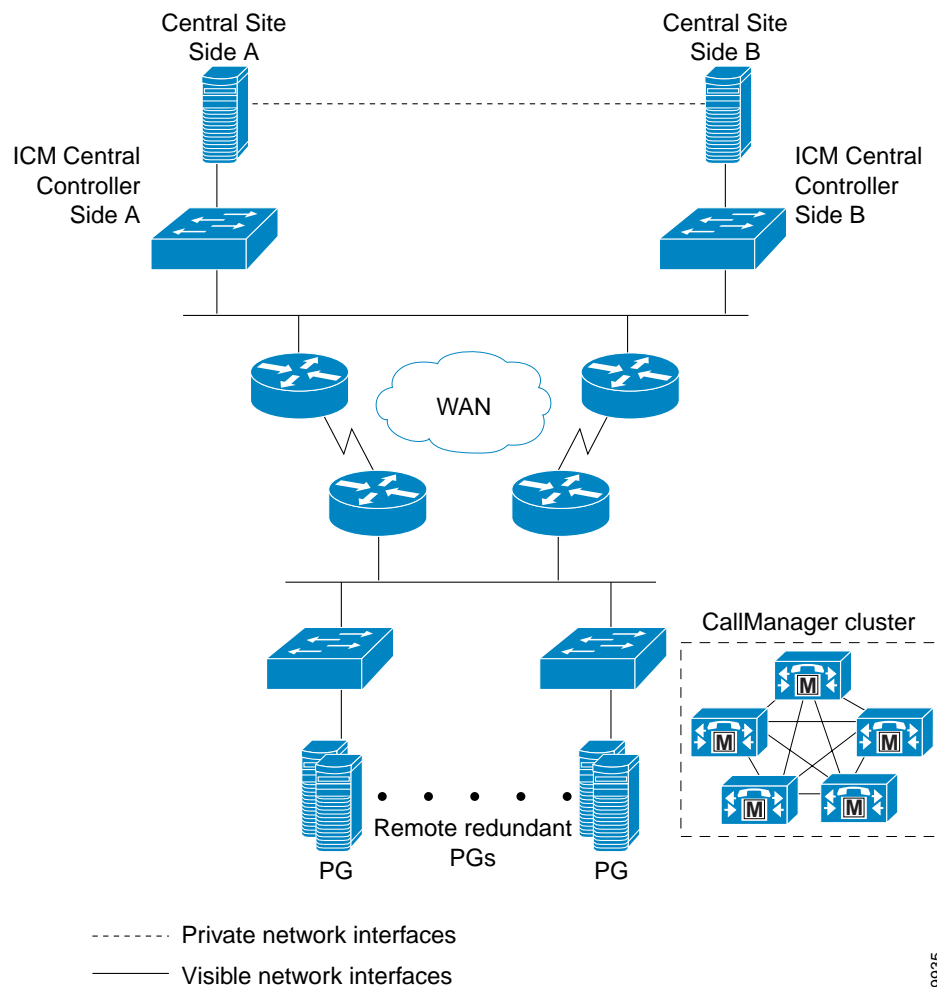 Central Site
Side A
Central Site
Side B
ICM Central
Controller
Side A
ICM Central
Controller
Side B
WAN
CallManager cluster
M
M
M
M
M
Remote redundant
PGs
PG
PG
Private network interfaces
Visible network interfaces